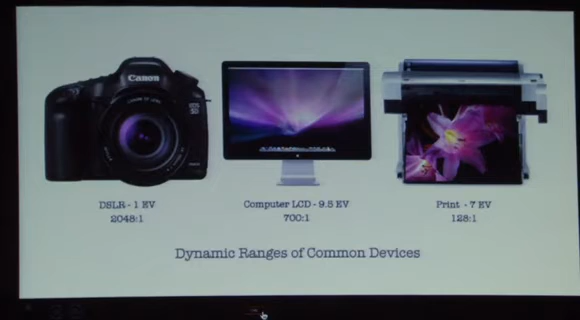 Canon
DSLR - 1 EV
2048:1
Computer LCD - 9.5 EV
700:1
Print - 7 EV
128:1
Dynamic Ranges of Common Devices